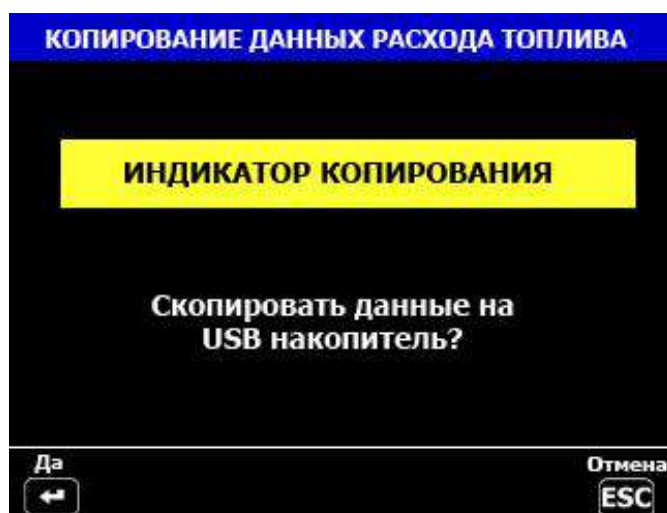 КОПИРОВАНИЕ ДАННЫХ РАСХОДА ТОПЛИВА
ИНДИКАТОР КОПИРОВАНИЯ
Скопировать данные на
USB накопитель?
Да
Отмена
ESC